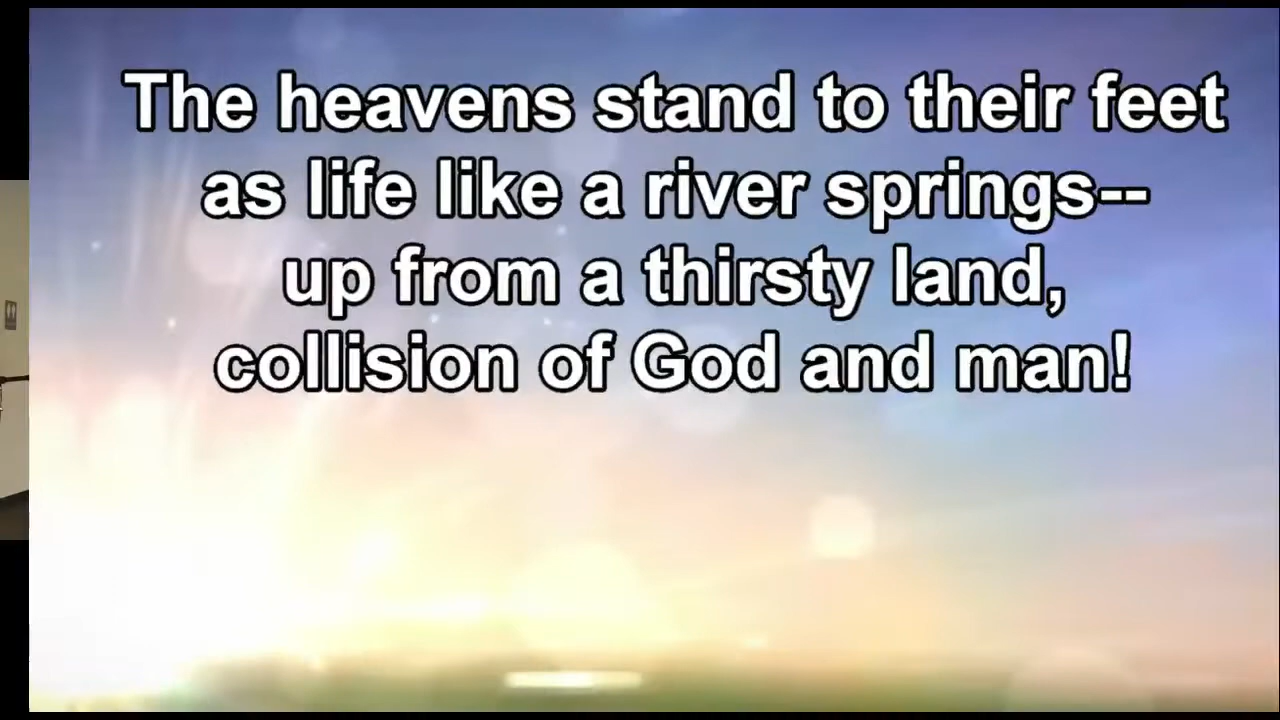 The heavens stand to their feet
as life like a river springs--
up from a thirsty land,
collision of God and man!